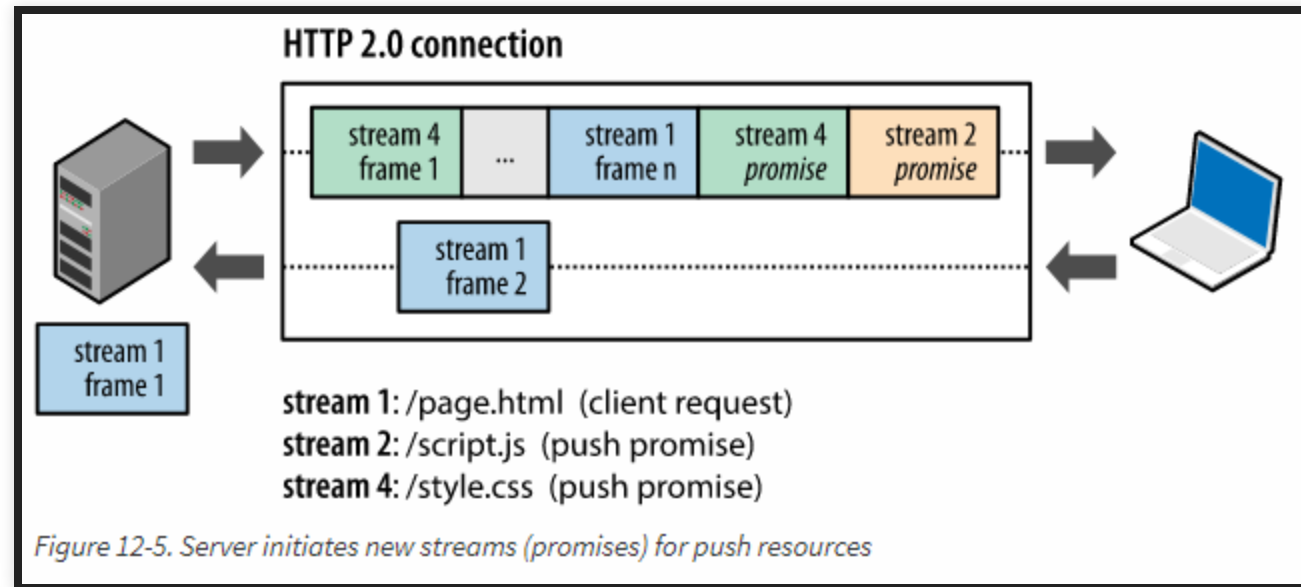 HTTP 2.0 connection
stream 4
frame 1
...
stream 1
frame n
stream 4
promise
stream 2
promise
stream 1
frame 2
stream 1
frame 1
stream 1: /page.html (client request)
stream 2: /script.js (push promise)
stream 4: /style.css (push promise)
Figure 12-5. Server initiates new streams (promises) for push resources